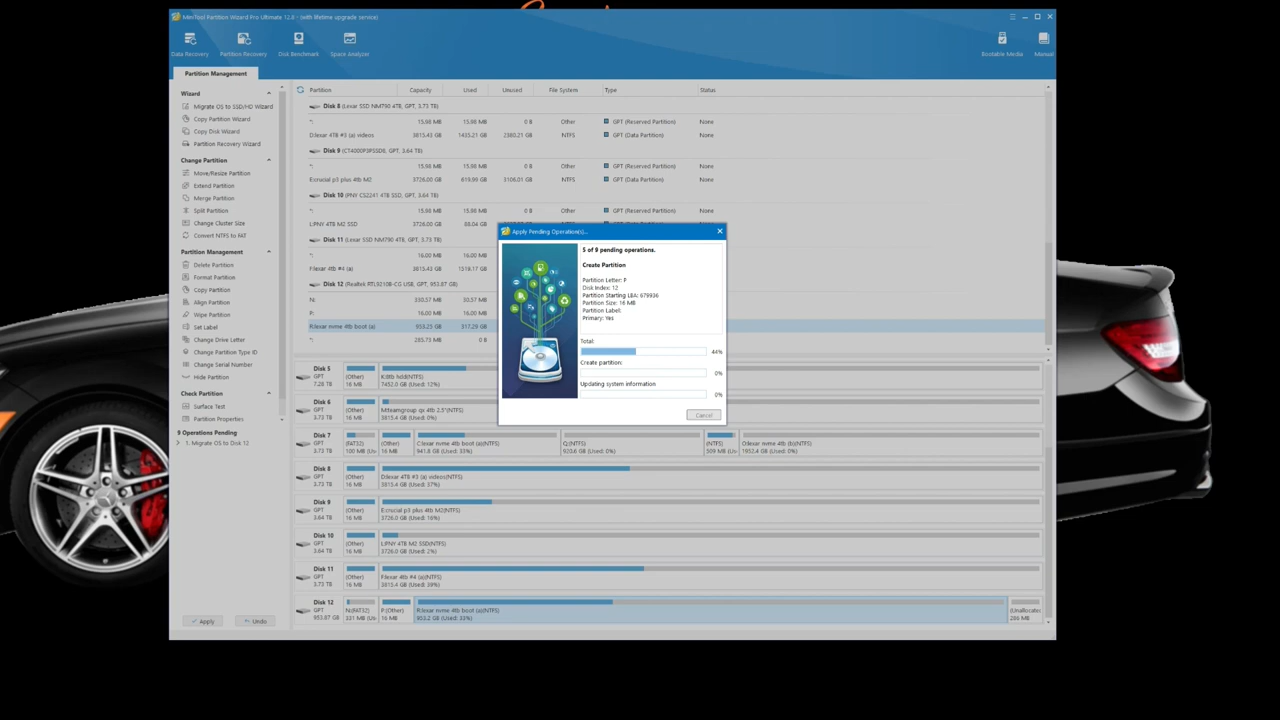 MiniTool Partition Wizard Pro Ultimate 12.8 - (with lifetime upgrade service)
Data Recovery Partition Recovery Disk Benchmark Space Analyzer Bootable Media Manual
Partition Management
Wizard
Migrate OS to SSD/HD Wizard
Copy Partition Wizard
Copy Disk Wizard
Partition Recovery Wizard
Change Partition
Move/Resize Partition
Extend Partition
Merge Partition
Split Partition
Change Cluster Size
Convert NTFS to FAT
Partition Management
Delete Partition
Format Partition
Copy Partition
Align Partition
Wipe Partition
Set Label
Change Drive Letter
Change Partition Type ID
Change Serial Number
Hide Partition
Check Partition
Surface Test
Partition Properties
9 Operations Pending
1. Migrate OS to Disk 12
Apply Undo
Partition Capacity Used Unused File System Type Status
Disk 8 (Lexar SSD NM790 4TB, GPT, 3.73 TB)
*: 15.98 MB 15.98 MB 0 B Other GPT (Reserved Partition) None
D:lexar 4TB #3 (a) videos 3815.43 GB 1435.21 GB 2380.21 GB NTFS GPT (Data Partition) None
Disk 9 (CT4000P3PSSD8, GPT, 3.64 TB)
*: 15.98 MB 15.98 MB 0 B Other GPT (Reserved Partition) None
E:crucial p3 plus 4tb M2 3726.00 GB 619.99 GB 3106.01 GB NTFS GPT (Data Partition) None
Disk 10 (PNY CS2241 4TB SSD, GPT, 3.64 TB)
*: 15.98 MB 15.98 MB 0 B Other GPT (Reserved Partition) None
L:PNY 4TB M2 SSD 3726.00 GB 88.04 GB
Disk 11 (Lexar SSD NM790 4TB, GPT, 3.73 TB)
*: 16.00 MB 16.00 MB
F:lexar 4tb #4 (a) 3815.43 GB 1519.17 GB
Disk 12 (Realtek RTL9210B-CG USB, GPT, 953.87 GB)
N: 330.57 MB 30.57 MB
P: 16.00 MB 16.00 MB
R:lexar nvme 4tb boot (a) 953.25 GB 317.29 GB
*: 285.73 MB 0 B
Apply Pending Operation(s)...
5 of 9 pending operations.
Create Partition
Partition Letter: P
Disk Index: 12
Partition Starting LBA: 679936
Partition Size: 16 MB
Partition Label:
Primary: Yes
Total:
44%
Create partition:
0%
Updating system information
0%
Cancel
Disk 5
GPT (Other) K:8tb hdd(NTFS)
7.28 TB 16 MB 7452.0 GB (Used: 12%)
Disk 6
GPT (Other) M:teamgroup qx 4tb 2.5"(NTFS)
3.73 TB 16 MB 3815.4 GB (Used: 0%)
Disk 7
GPT (FAT32) (Other) C:lexar nvme 4tb boot (a)(NTFS) Q:(NTFS) (NTFS) O:lexar nvme 4tb (b)(NTFS)
3.73 TB 100 MB (Us 16 MB 941.8 GB (Used: 33%) 920.6 GB (Used: 0%) 509 MB (Us 1952.4 GB (Used: 0%)
Disk 8
GPT (Other) D:lexar 4TB #3 (a) videos(NTFS)
3.73 TB 16 MB 3815.4 GB (Used: 37%)
Disk 9
GPT (Other) E:crucial p3 plus 4tb M2(NTFS)
3.64 TB 16 MB 3726.0 GB (Used: 16%)
Disk 10
GPT (Other) L:PNY 4TB M2 SSD(NTFS)
3.64 TB 16 MB 3726.0 GB (Used: 2%)
Disk 11
GPT (Other) F:lexar 4tb #4 (a)(NTFS)
3.73 TB 16 MB 3815.4 GB (Used: 39%)
Disk 12
GPT N:(FAT32) P:(Other) R:lexar nvme 4tb boot (a)(NTFS) (Unallocated
953.87 GB 331 MB (Us 16 MB 953.2 GB (Used: 33%) 286 MB